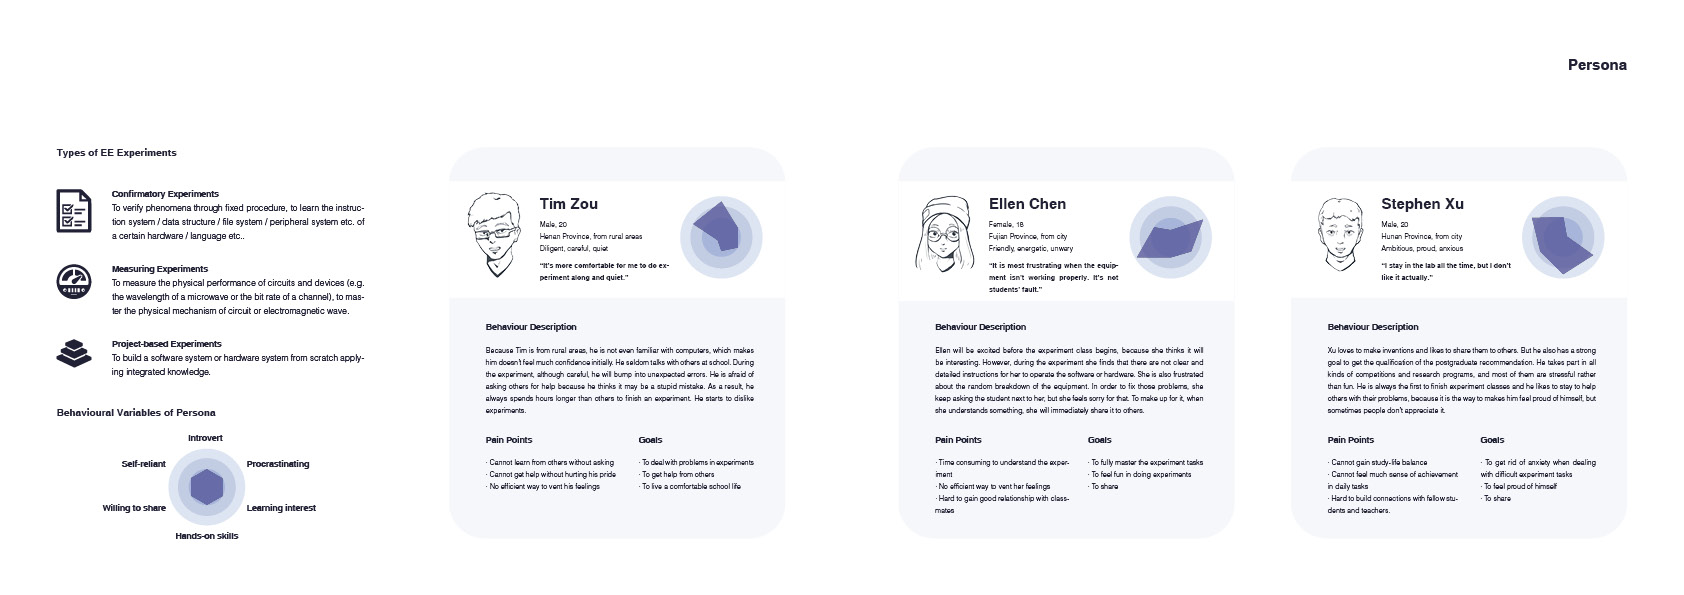 Persona
Types of EE Experiments
Confirmatory Experiments
To verify phenomena through fixed procedure, to learn the instruc-
tion system / data structure / file system / peripheral system etc. of
a certain hardware / language etc..
Measuring Experiments
To measure the physical performance of circuits and devices (e.g.
the wavelength of a microwave or the bit rate of a channel), to mas-
ter the physical mechanism of circuit or electromagnetic wave.
Project-based Experiments
To build a software system or hardware system from scratch apply-
ing integrated knowledge.
Behavioural Variables of Persona
Introvert
Self-reliant
Procrastinating
Willing to share
Learning interest
Hands-on skills
Tim Zou
Male, 20
Henan Province, from rural areas
Diligent, careful, quiet
“It’s more comfortable for me to do ex-
periment along and quiet.”
Behaviour Description
Because Tim is from rural areas, he is not even familiar with computers, which makes
him doesn’t feel much confidence initially. He seldom talks with others at school. During
the experiment, although careful, he will bump into unexpected errors. He is afraid of
asking others for help because he thinks it may be a stupid mistake. As a result, he
always spends hours longer than others to finish an experiment. He starts to dislike
experiments.
Pain Points
· Cannot learn from others without asking
· Cannot get help without hurting his pride
· No efficient way to vent his feelings
Goals
· To deal with problems in experiments
· To get help from others
· To live a comfortable school life
Ellen Chen
Female, 18
Fujian Province, from city
Friendly, energetic, unwary
“It is most frustrating when the equip-
ment isn’t working properly. It’s not
students’ fault.”
Behaviour Description
Ellen will be excited before the experiment class begins, because she thinks it will
be interesting. However, during the experiment she finds that there are not clear and
detailed instructions for her to operate the software or hardware. She is also frustrated
about the random breakdown of the equipment. In order to fix those problems, she
keep asking the student next to her, but she feels sorry for that. To make up for it, when
she understands something, she will immediately share it to others.
Pain Points
· Time consuming to understand the exper-
iment
· No efficient way to vent her feelings
· Hard to gain good relationship with class-
mates
Goals
· To fully master the experiment tasks
· To feel fun in doing experiments
· To share
Stephen Xu
Male, 20
Hunan Province, from city
Ambitious, proud, anxious
“I stay in the lab all the time, but I don’t
like it actually.”
Behaviour Description
Xu loves to make inventions and likes to share them to others. But he also has a strong
goal to get the qualification of the postgraduate recommendation. He takes part in all
kinds of competitions and research programs, and most of them are stressful rather
than fun. He is always the first to finish experiment classes and he likes to stay to help
others with their problems, because it is the way to makes him feel proud of himself, but
sometimes people don’t appreciate it.
Pain Points
· Cannot gain study-life balance
· Cannot feel much sense of achievement
in daily tasks
· Hard to build connections with fellow stu-
dents and teachers.
Goals
· To get rid of anxiety when dealing
with difficult experiment tasks
· To feel proud of himself
· To share